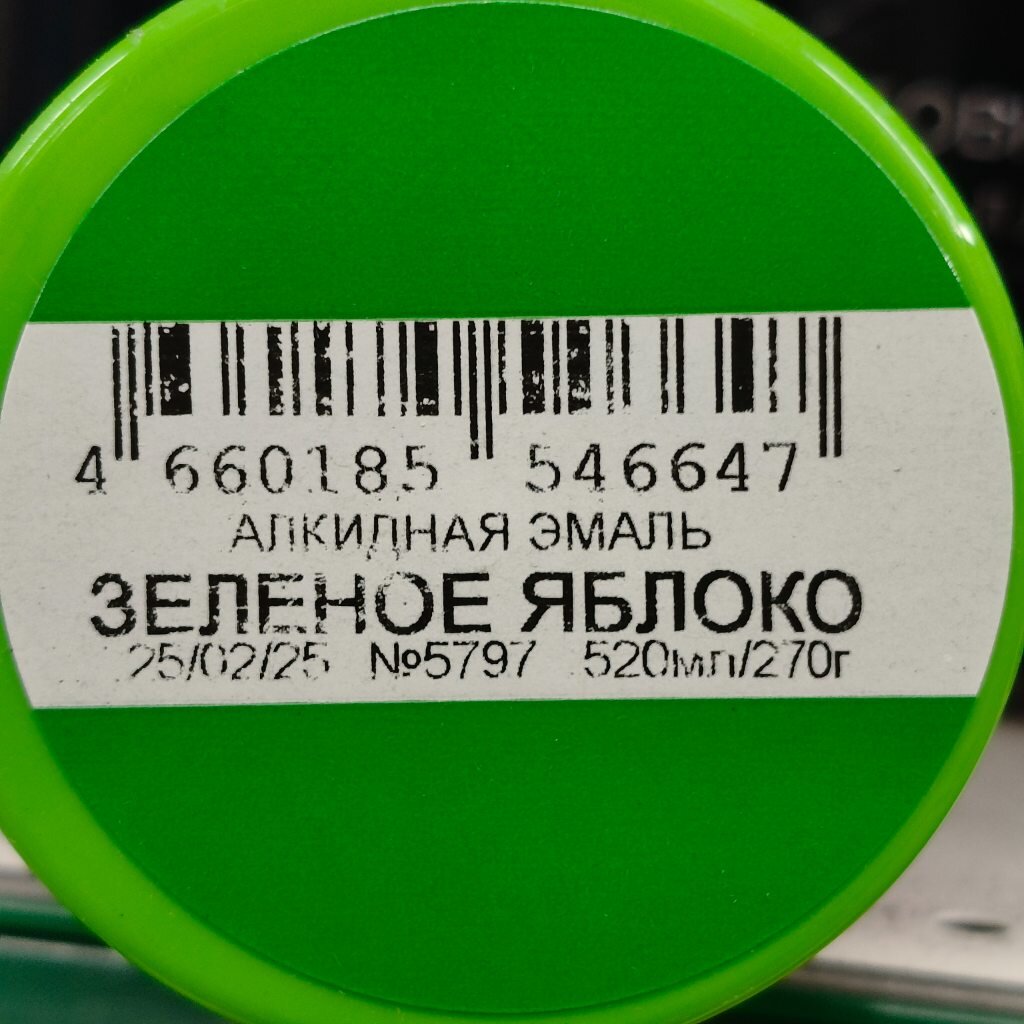 4 660185 546647
АЛКИДНАЯ ЭМАЛЬ
ЗЕЛЕНОЕ ЯБЛОКО
25/02/25 №5797 520мл/270г